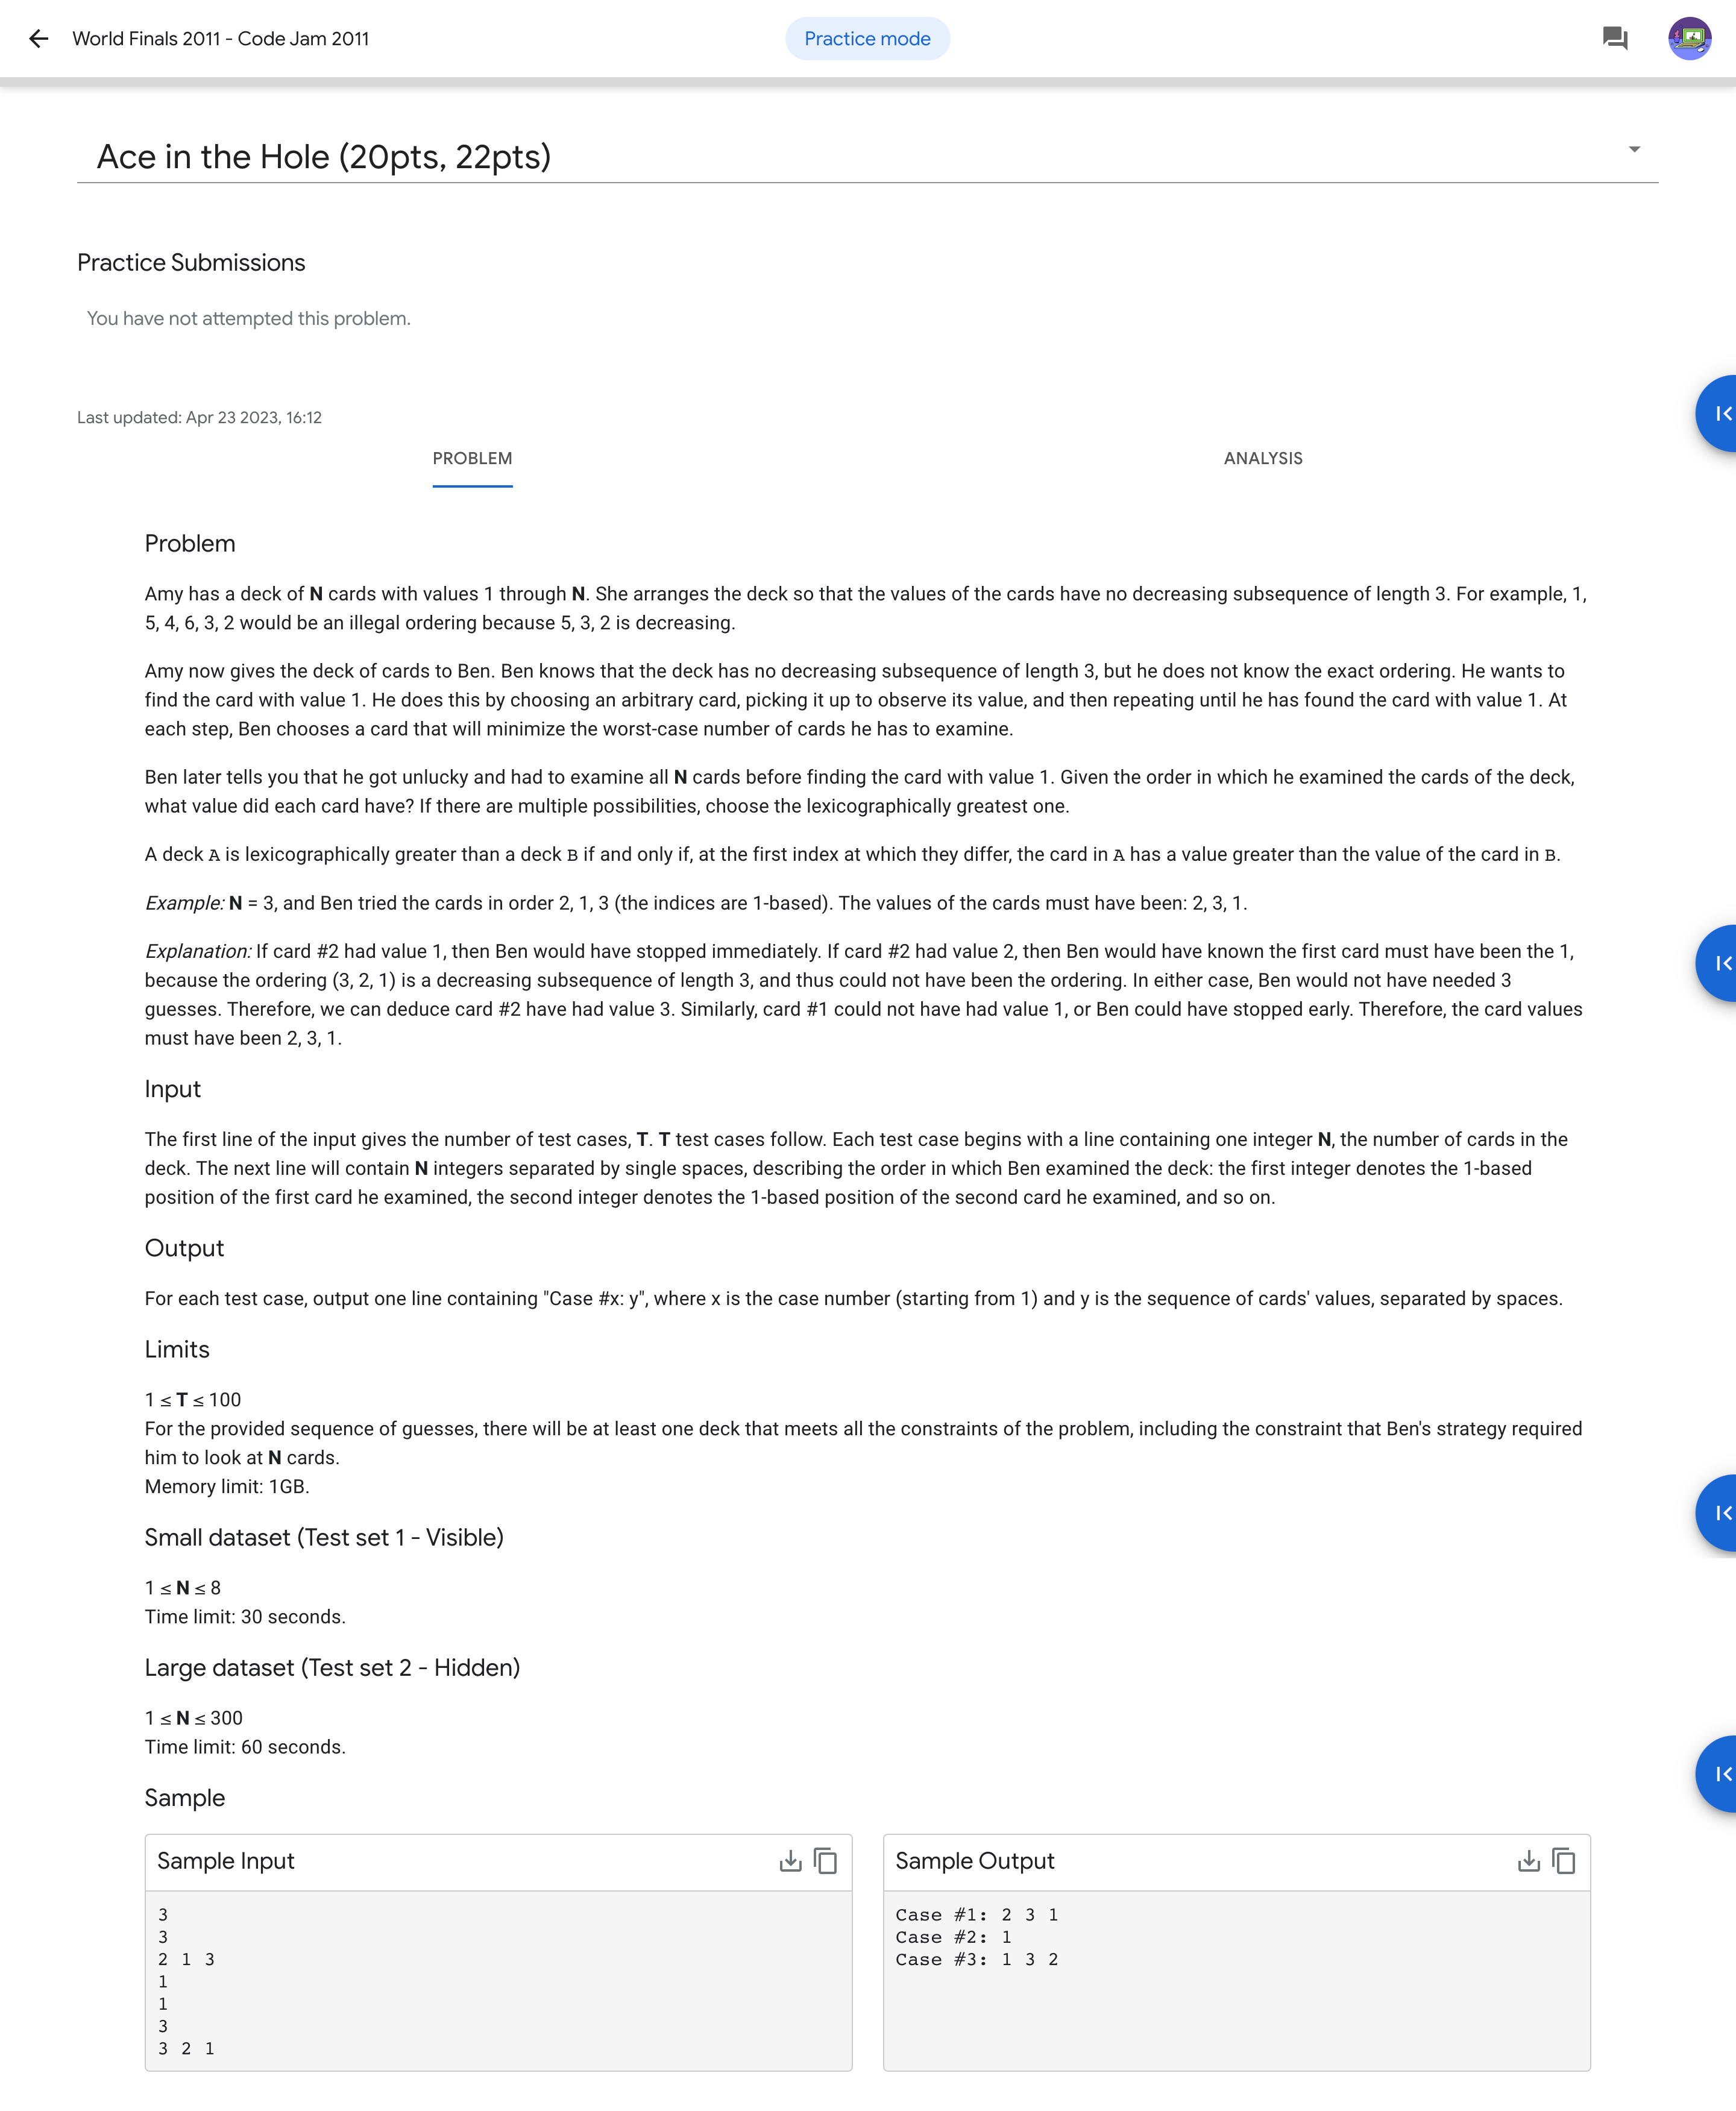 World Finals 2011 - Code Jam 2011
Practice mode
Ace in the Hole (20pts, 22pts)
Practice Submissions
You have not attempted this problem.
Last updated: Apr 23 2023, 16:12
PROBLEM
ANALYSIS
Problem
Amy has a deck of N cards with values 1 through N. She arranges the deck so that the values of the cards have no decreasing subsequence of length 3. For example, 1,
5, 4, 6, 3, 2 would be an illegal ordering because 5, 3, 2 is decreasing.
Amy now gives the deck of cards to Ben. Ben knows that the deck has no decreasing subsequence of length 3, but he does not know the exact ordering. He wants to
find the card with value 1. He does this by choosing an arbitrary card, picking it up to observe its value, and then repeating until he has found the card with value 1. At
each step, Ben chooses a card that will minimize the worst-case number of cards he has to examine.
Ben later tells you that he got unlucky and had to examine all N cards before finding the card with value 1. Given the order in which he examined the cards of the deck,
what value did each card have? If there are multiple possibilities, choose the lexicographically greatest one.
A deck A is lexicographically greater than a deck B if and only if, at the first index at which they differ, the card in A has a value greater than the value of the card in B.
Example: N = 3, and Ben tried the cards in order 2, 1, 3 (the indices are 1-based). The values of the cards must have been: 2, 3, 1.
Explanation: If card #2 had value 1, then Ben would have stopped immediately. If card #2 had value 2, then Ben would have known the first card must have been the 1,
because the ordering (3, 2, 1) is a decreasing subsequence of length 3, and thus could not have been the ordering. In either case, Ben would not have needed 3
guesses. Therefore, we can deduce card #2 have had value 3. Similarly, card #1 could not have had value 1, or Ben could have stopped early. Therefore, the card values
must have been 2, 3, 1.
Input
The first line of the input gives the number of test cases, T. T test cases follow. Each test case begins with a line containing one integer N, the number of cards in the
deck. The next line will contain N integers separated by single spaces, describing the order in which Ben examined the deck: the first integer denotes the 1-based
position of the first card he examined, the second integer denotes the 1-based position of the second card he examined, and so on.
Output
For each test case, output one line containing "Case #x: y", where x is the case number (starting from 1) and y is the sequence of cards' values, separated by spaces.
Limits
1 ≤ T ≤ 100
For the provided sequence of guesses, there will be at least one deck that meets all the constraints of the problem, including the constraint that Ben's strategy required
him to look at N cards.
Memory limit: 1GB.
Small dataset (Test set 1 - Visible)
1 ≤ N ≤ 8
Time limit: 30 seconds.
Large dataset (Test set 2 - Hidden)
1 ≤ N ≤ 300
Time limit: 60 seconds.
Sample
Sample Input
3
3
2 1 3
1
1
3
3 2 1
Sample Output
Case #1: 2 3 1
Case #2: 1
Case #3: 1 3 2